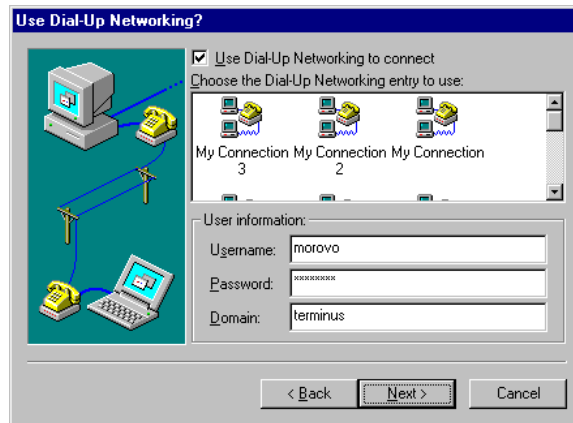 Use Dial-Up Networking?
Use Dial-Up Networking to connect
Choose the Dial-Up Networking entry to use:
My Connection 3
My Connection 2
My Connection
User information:
Username: morovo
Password: xxxxxxxx
Domain: terminus
< Back
Next >
Cancel